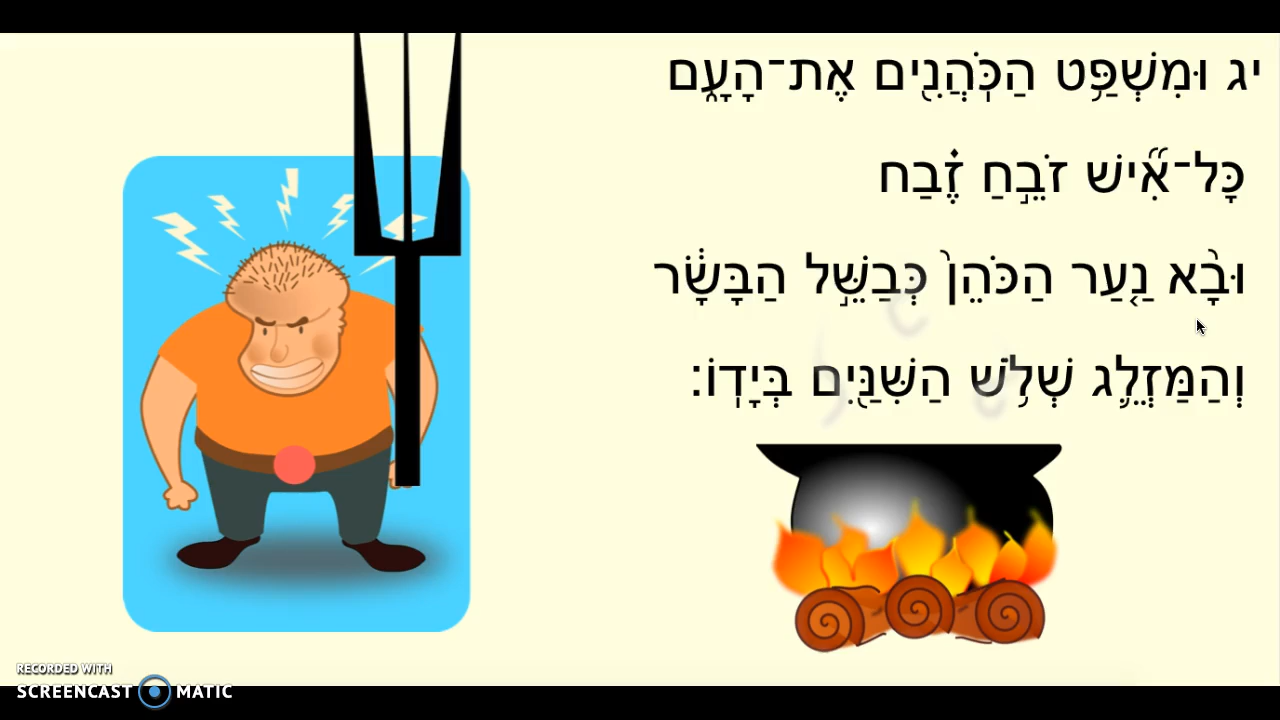 יג וּמִשְׁפַּ֥ט הַכֹּֽהֲנִ֖ים אֶת־הָעָ֑ם
כָּל־אִ֞ישׁ זֹבֵ֣חַ זֶ֗בַח
וּבָ֨א נַ֤עַר הַכֹּהֵן֙ כְּבַשֵּׁ֣ל הַבָּשָׂ֔ר
וְהַמַּזְלֵ֛ג שְׁלֹ֥שׁ הַשִּׁנַּ֖יִם בְּיָדֽוֹ׃
RECORDED WITH
SCREENCAST MATIC